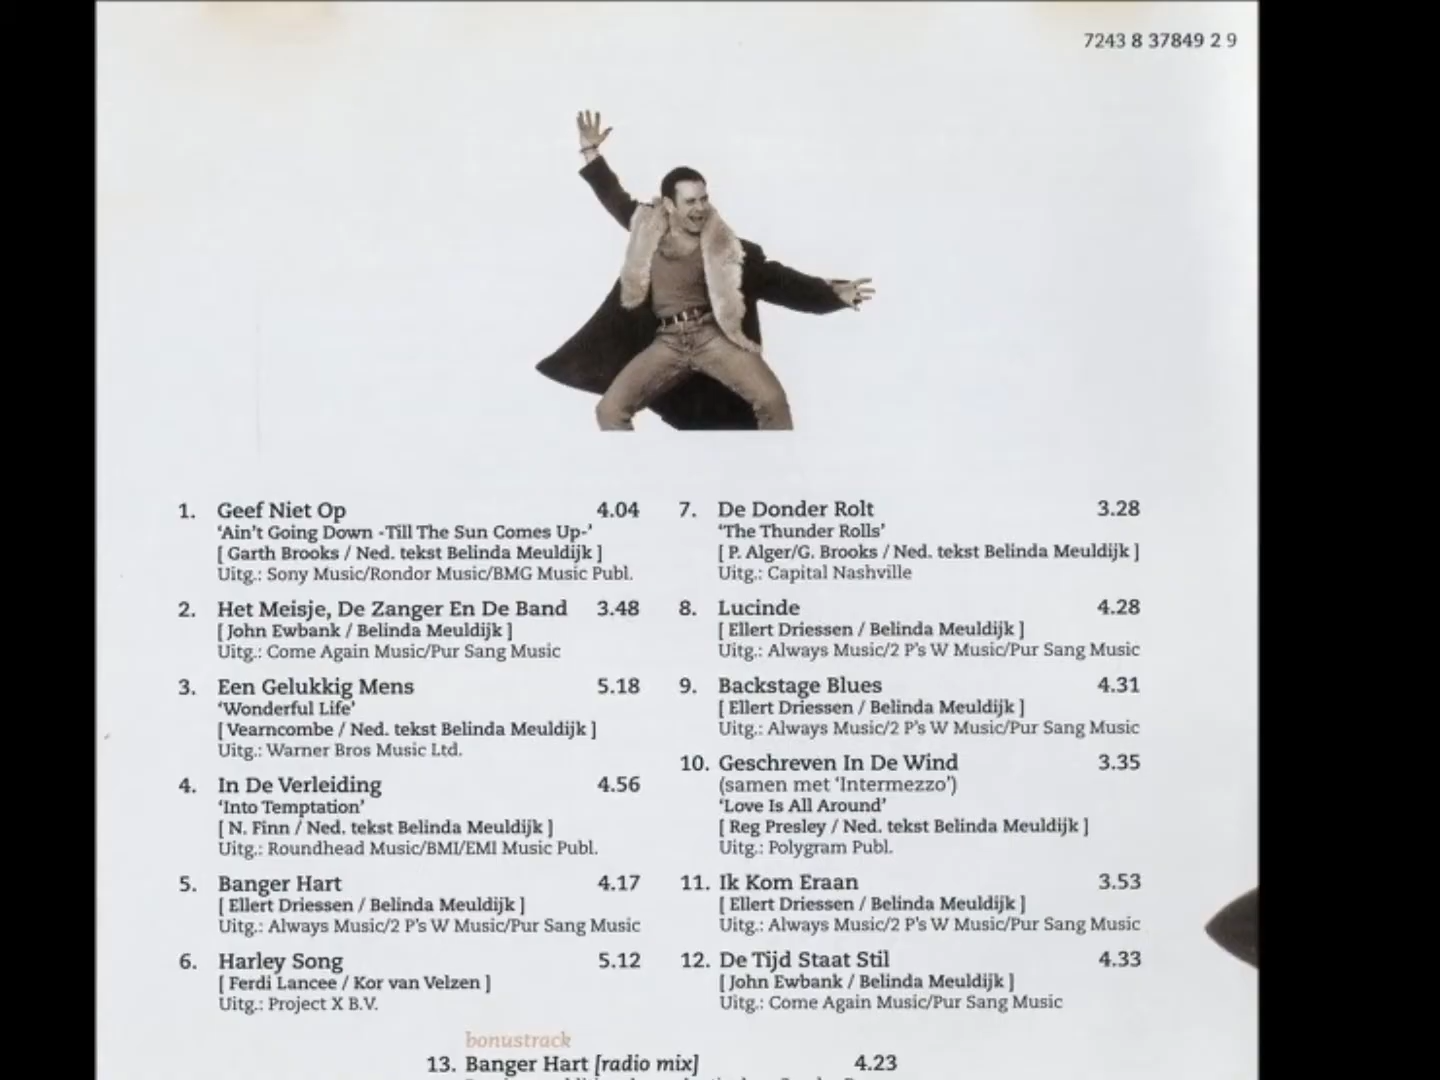 7243 8 37849 2 9
1. Geef Niet Op 4.04
'Ain't Going Down -Till The Sun Comes Up-'
[ Garth Brooks / Ned. tekst Belinda Meuldijk ]
Uitg.: Sony Music/Rondor Music/BMG Music Publ.
2. Het Meisje, De Zanger En De Band 3.48
[ John Ewbank / Belinda Meuldijk ]
Uitg.: Come Again Music/Pur Sang Music
3. Een Gelukkig Mens 5.18
'Wonderful Life'
[ Vearncombe / Ned. tekst Belinda Meuldijk ]
Uitg.: Warner Bros Music Ltd.
4. In De Verleiding 4.56
'Into Temptation'
[ N. Finn / Ned. tekst Belinda Meuldijk ]
Uitg.: Roundhead Music/BMI/EMI Music Publ.
5. Banger Hart 4.17
[ Ellert Driessen / Belinda Meuldijk ]
Uitg.: Always Music/2 P's W Music/Pur Sang Music
6. Harley Song 5.12
[ Ferdi Lancee / Kor van Velzen ]
Uitg.: Project X B.V.
7. De Donder Rolt 3.28
'The Thunder Rolls'
[ P. Alger/G. Brooks / Ned. tekst Belinda Meuldijk ]
Uitg.: Capital Nashville
8. Lucinde 4.28
[ Ellert Driessen / Belinda Meuldijk ]
Uitg.: Always Music/2 P's W Music/Pur Sang Music
9. Backstage Blues 4.31
[ Ellert Driessen / Belinda Meuldijk ]
Uitg.: Always Music/2 P's W Music/Pur Sang Music
10. Geschreven In De Wind 3.35
(samen met 'Intermezzo')
'Love Is All Around'
[ Reg Presley / Ned. tekst Belinda Meuldijk ]
Uitg.: Polygram Publ.
11. Ik Kom Eraan 3.53
[ Ellert Driessen / Belinda Meuldijk ]
Uitg.: Always Music/2 P's W Music/Pur Sang Music
12. De Tijd Staat Stil 4.33
[ John Ewbank / Belinda Meuldijk ]
Uitg.: Come Again Music/Pur Sang Music
bonustrack
13. Banger Hart [radio mix] 4.23